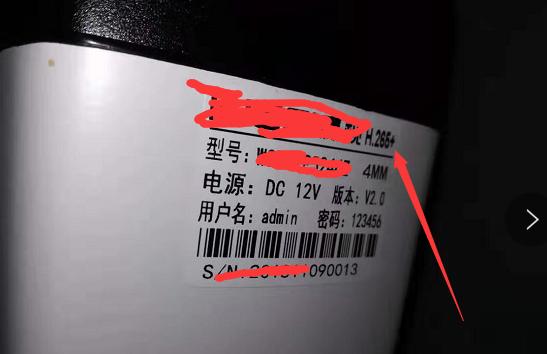 H.265+
型号: 4MM
电源: DC 12V 版本: V2.0
用户名: admin 密码: 123456
S/N:201811090013